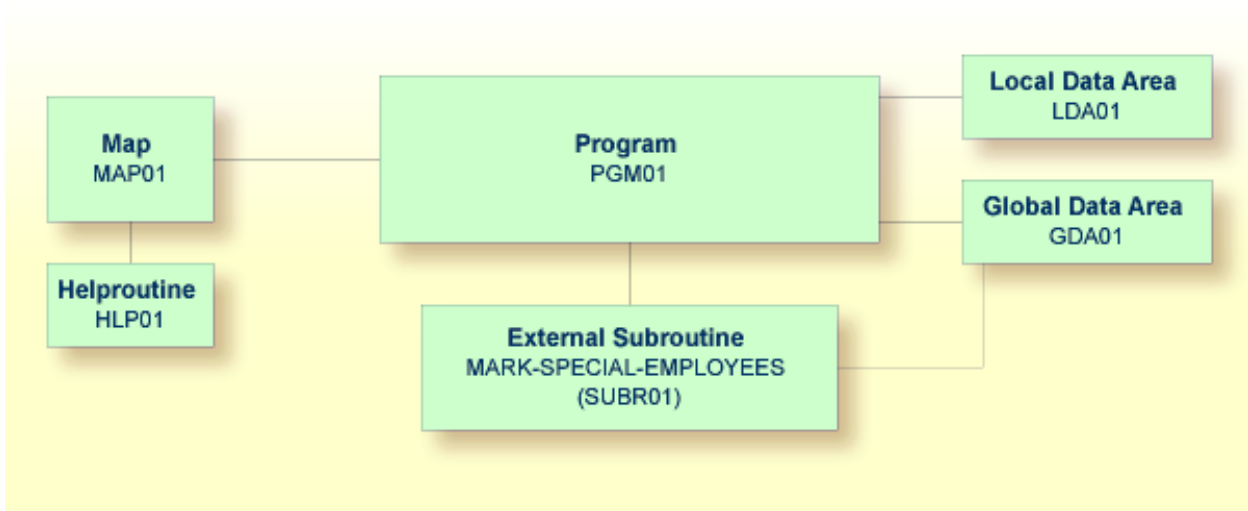 Map
MAP01
Helproutine
HLP01
Program
PGM01
External Subroutine
MARK-SPECIAL-EMPLOYEES
(SUBR01)
Local Data Area
LDA01
Global Data Area
GDA01